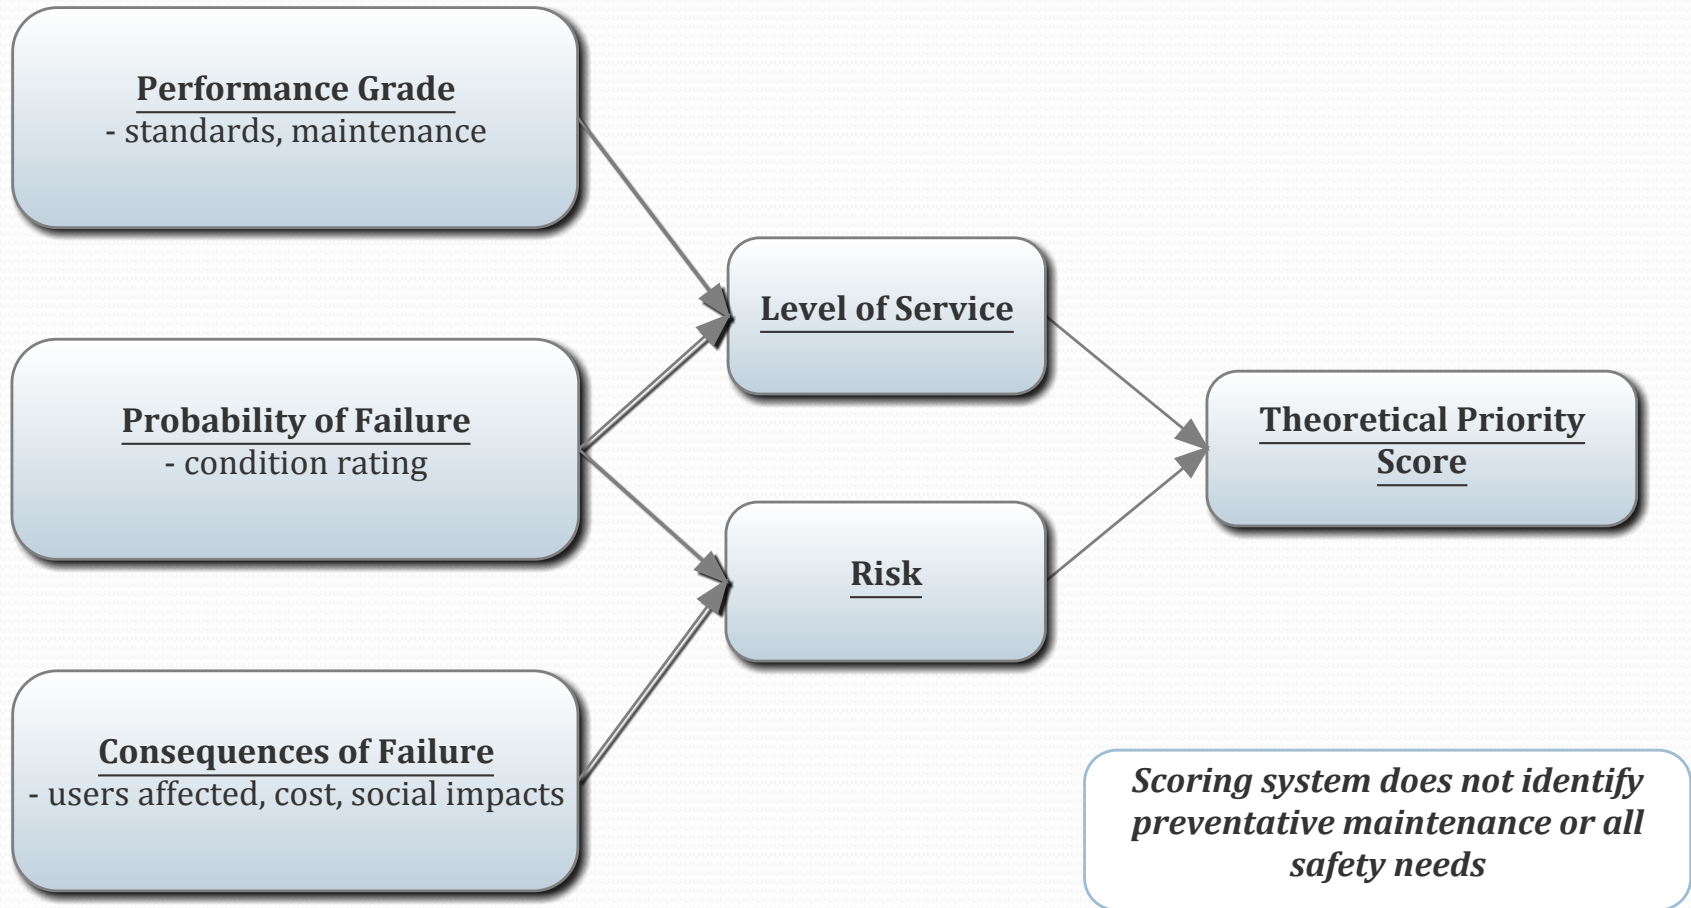 Performance Grade
- standards, maintenance
Probability of Failure
- condition rating
Consequences of Failure
- users affected, cost, social impacts
Level of Service
Risk
Theoretical Priority
Score
Scoring system does not identify
preventative maintenance or all
safety needs